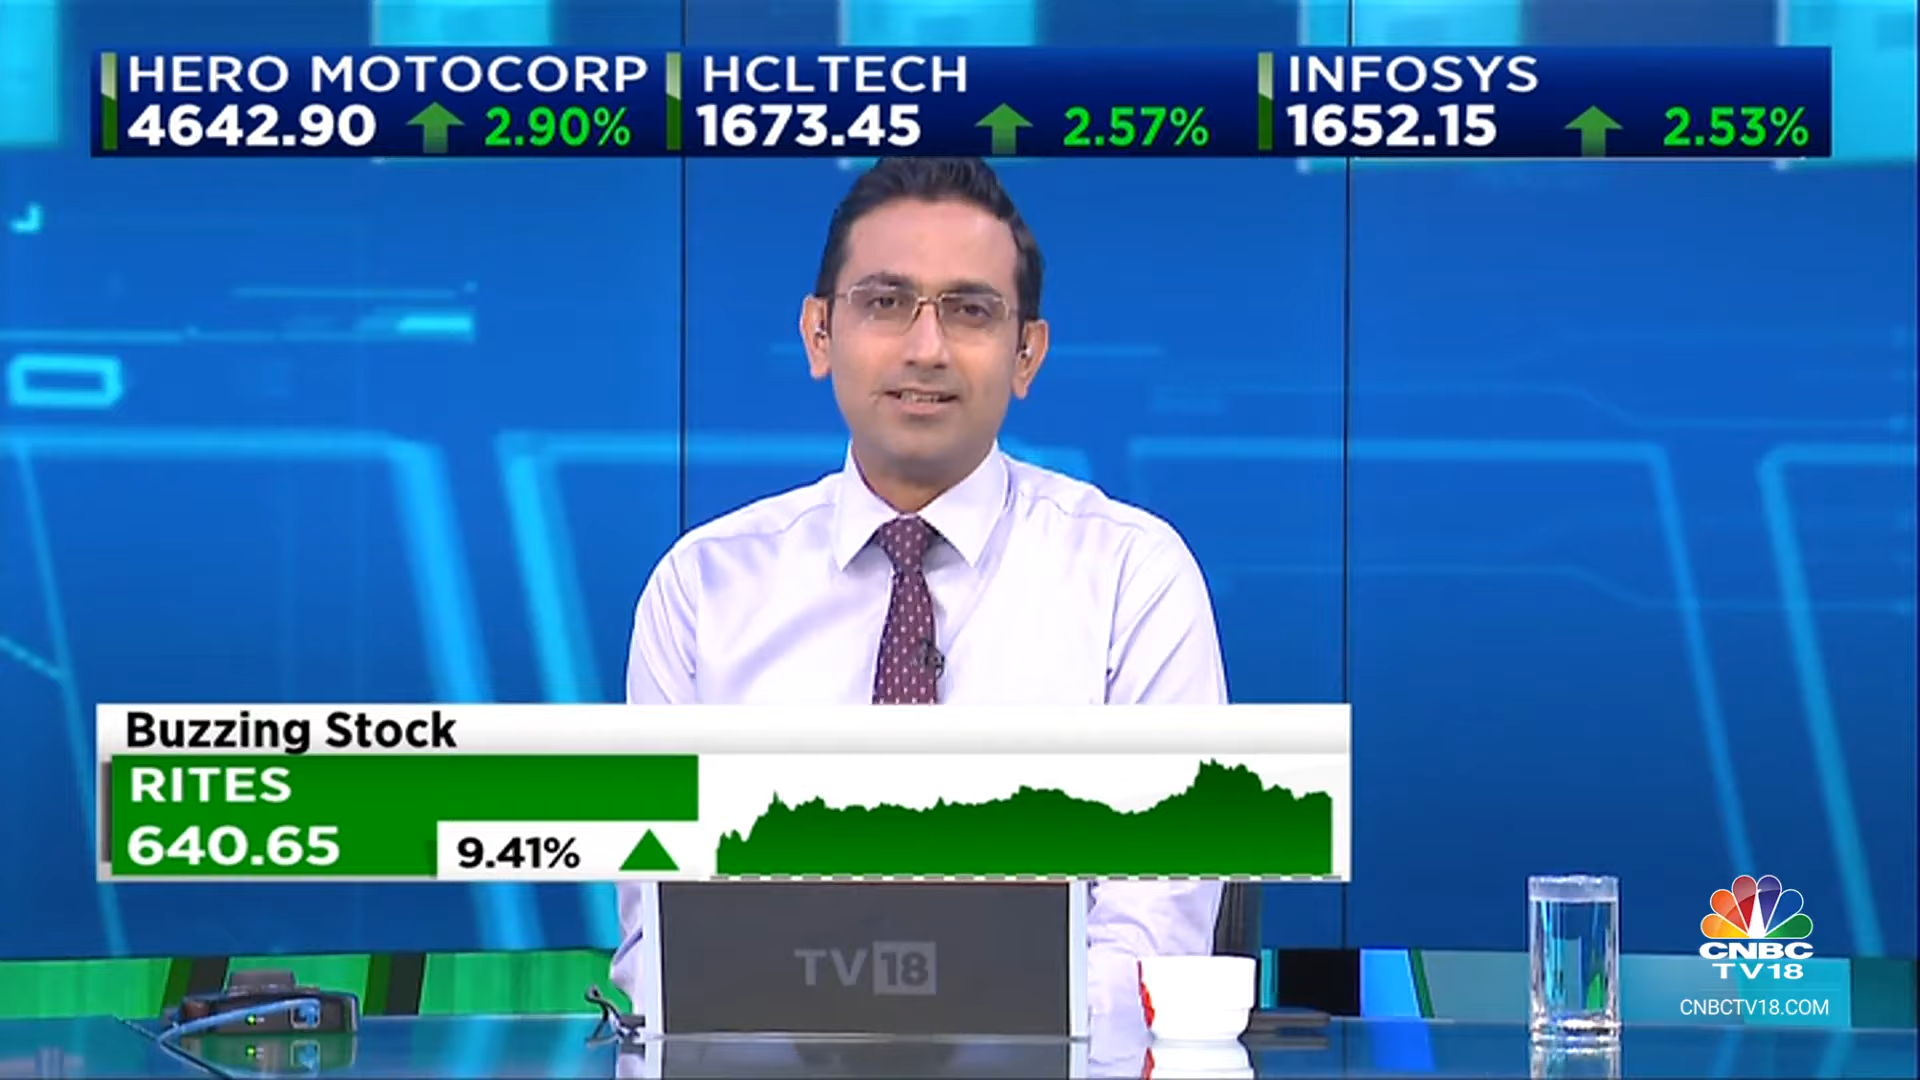 HERO MOTOCORP
4642.90 2.90%
HCLTECH
1673.45 2.57%
INFOSYS
1652.15 2.53%
Buzzing Stock
RITES
640.65 9.41%
TV18
CNBC
TV18
CNBCTV18.COM